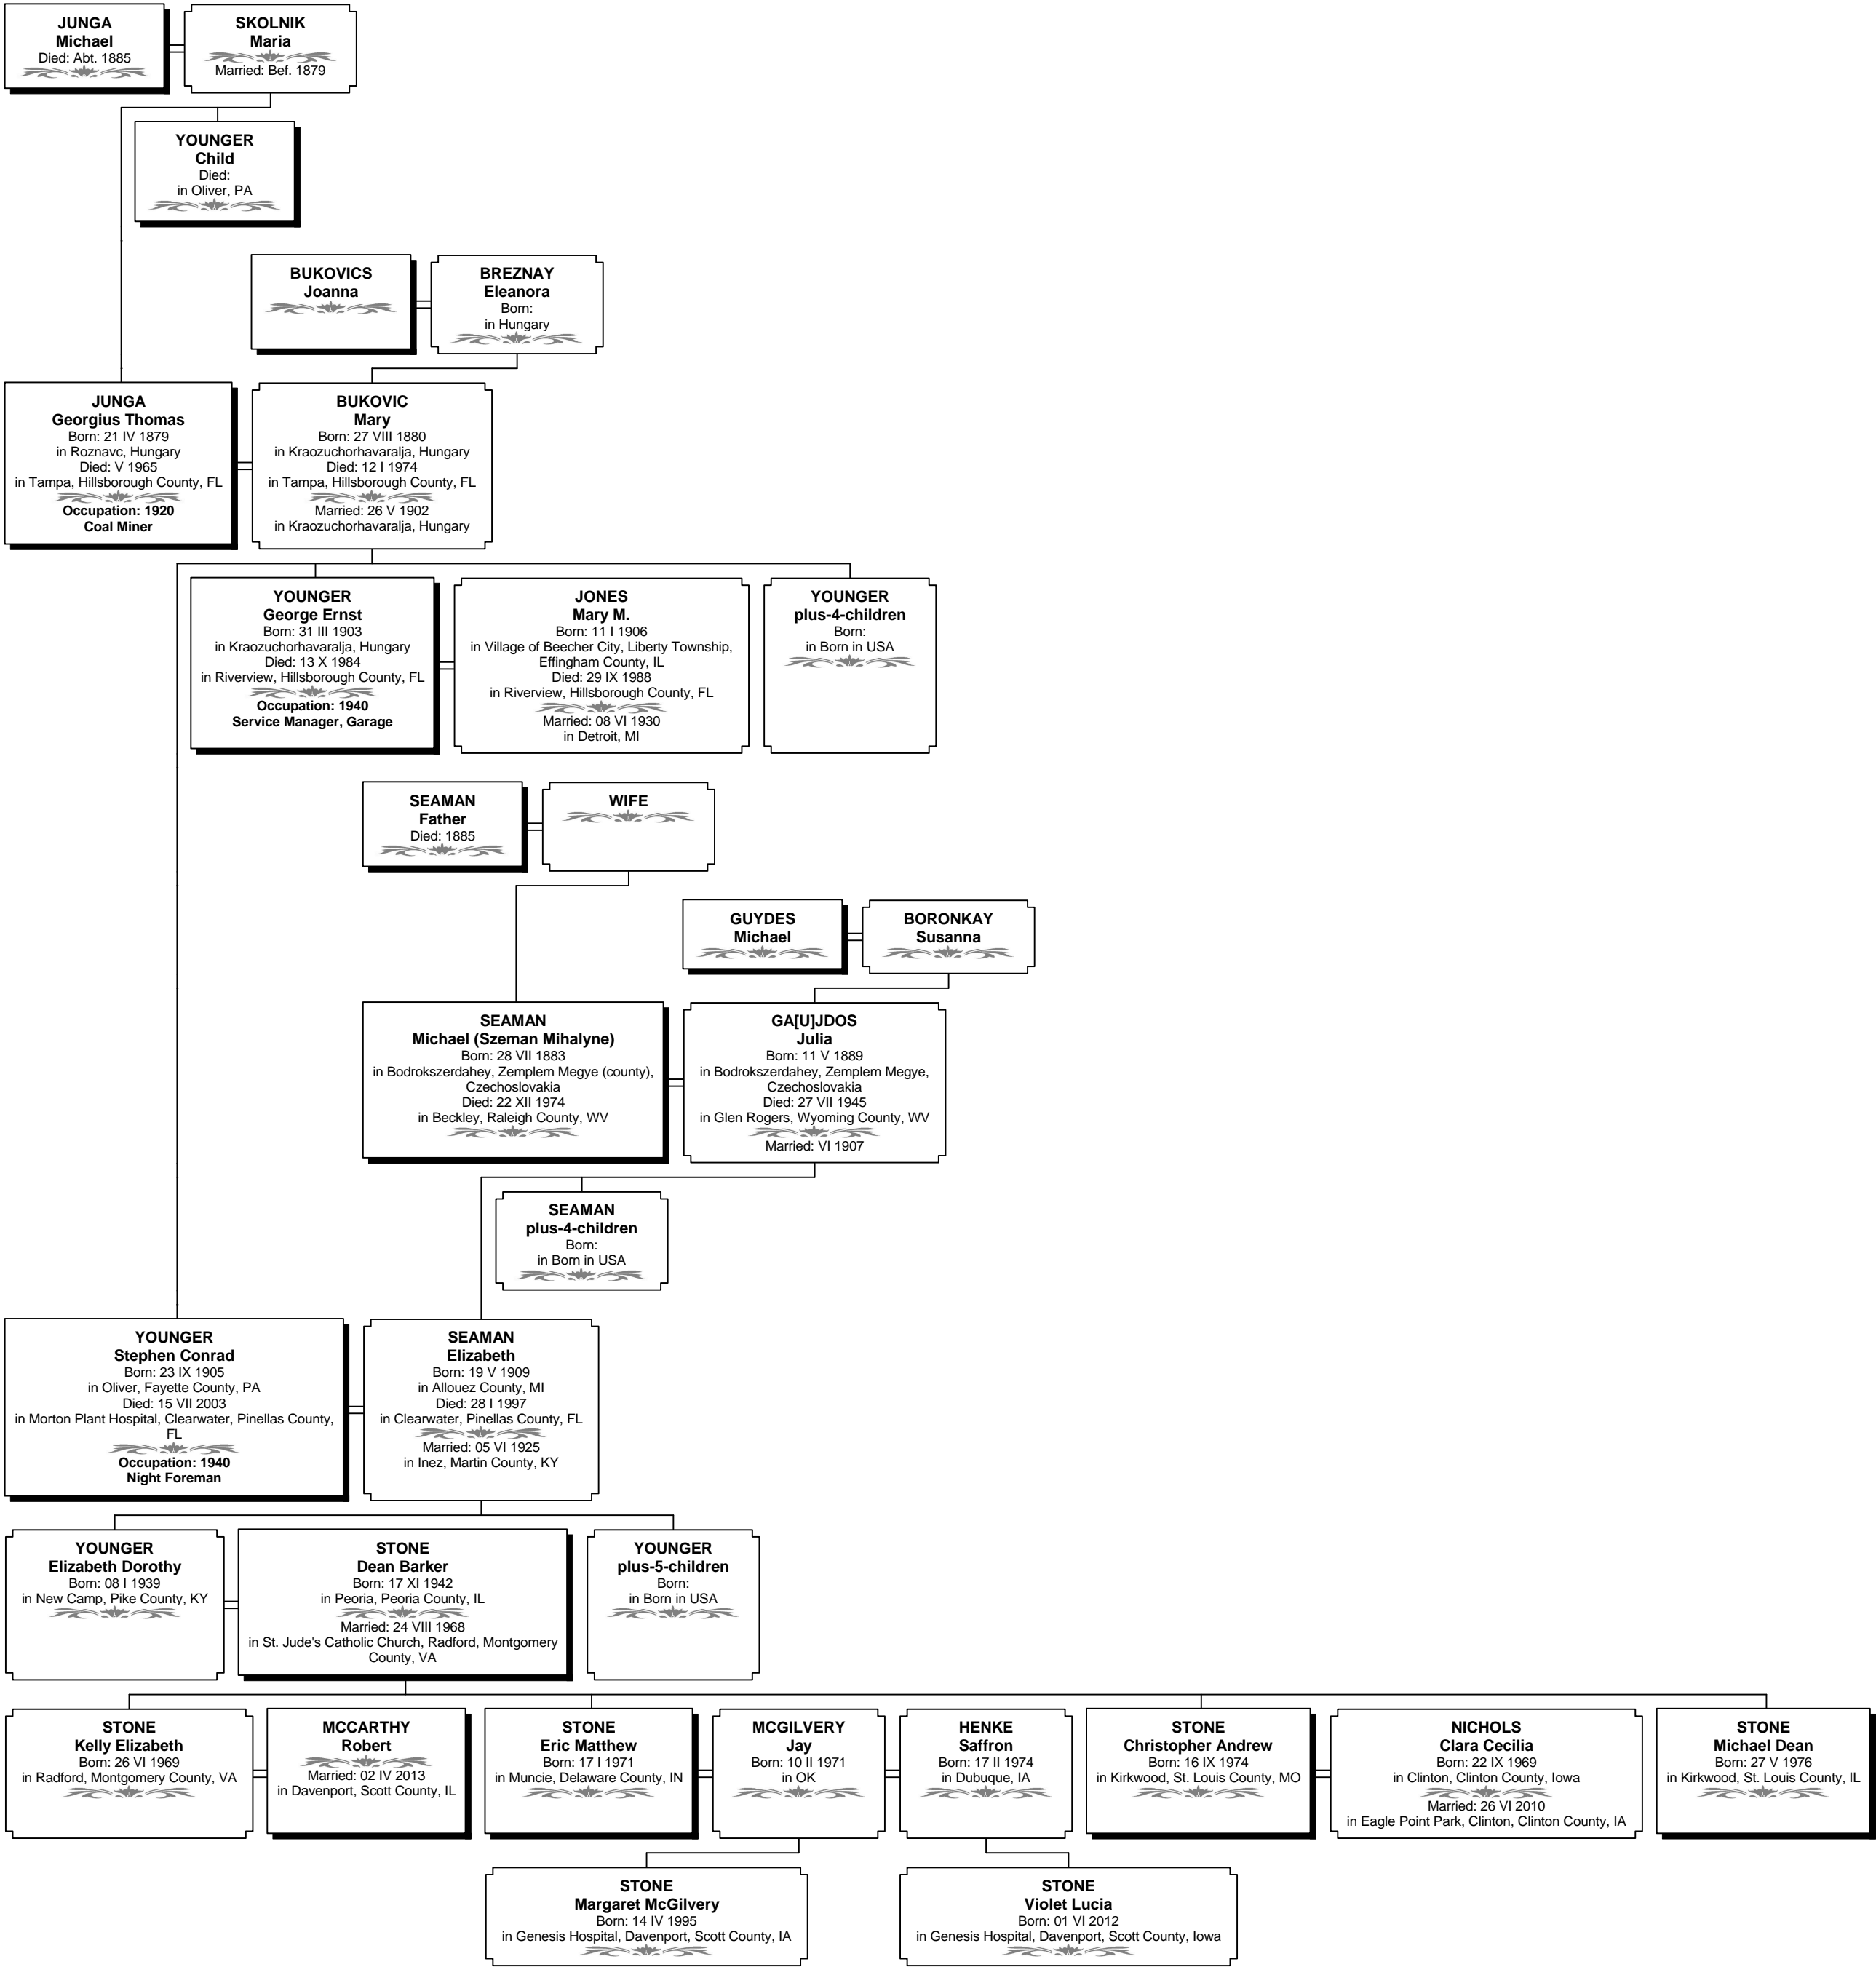 JUNGA
Michael
Died: Abt. 1885
SKOLNIK
Maria
Married: Bef. 1879
YOUNGER
Child
Died:
in Oliver, PA
BUKOVICS
Joanna
BREZNAY
Eleanora
Born:
in Hungary
JUNGA
Georgius Thomas
Born: 21 IV 1879
in Roznavc, Hungary
Died: V 1965
in Tampa, Hillsborough County, FL
Occupation: 1920
Coal Miner
BUKOVIC
Mary
Born: 27 VIII 1880
in Kraozuchorhavaralja, Hungary
Died: 12 I 1974
in Tampa, Hillsborough County, FL
Married: 26 V 1902
in Kraozuchorhavaralja, Hungary
YOUNGER
George Ernst
Born: 31 III 1903
in Kraozuchorhavaralja, Hungary
Died: 13 X 1984
in Riverview, Hillsborough County, FL
Occupation: 1940
Service Manager, Garage
JONES
Mary M.
Born: 11 I 1906
in Village of Beecher City, Liberty Township,
Effingham County, IL
Died: 29 IX 1988
in Riverview, Hillsborough County, FL
Married: 08 VI 1930
in Detroit, MI
YOUNGER
plus-4-children
Born:
in Born in USA
SEAMAN
Father
Died: 1885
WIFE
GUYDES
Michael
BORONKAY
Susanna
SEAMAN
Michael (Szeman Mihalyne)
Born: 28 VII 1883
in Bodrokszerdahey, Zemplem Megye (county),
Czechoslovakia
Died: 22 XII 1974
in Beckley, Raleigh County, WV
GA[U]JDOS
Julia
Born: 11 V 1889
in Bodrokszerdahey, Zemplem Megye,
Czechoslovakia
Died: 27 VII 1945
in Glen Rogers, Wyoming County, WV
Married: VI 1907
SEAMAN
plus-4-children
Born:
in Born in USA
YOUNGER
Stephen Conrad
Born: 23 IX 1905
in Oliver, Fayette County, PA
Died: 15 VII 2003
in Morton Plant Hospital, Clearwater, Pinellas County,
FL
Occupation: 1940
Night Foreman
SEAMAN
Elizabeth
Born: 19 V 1909
in Allouez County, MI
Died: 28 I 1997
in Clearwater, Pinellas County, FL
Married: 05 VI 1925
in Inez, Martin County, KY
YOUNGER
Elizabeth Dorothy
Born: 08 I 1939
in New Camp, Pike County, KY
STONE
Dean Barker
Born: 17 XI 1942
in Peoria, Peoria County, IL
Married: 24 VIII 1968
in St. Jude's Catholic Church, Radford, Montgomery
County, VA
YOUNGER
plus-5-children
Born:
in Born in USA
STONE
Kelly Elizabeth
Born: 26 VI 1969
in Radford, Montgomery County, VA
MCCARTHY
Robert
Married: 02 IV 2013
in Davenport, Scott County, IL
STONE
Eric Matthew
Born: 17 I 1971
in Muncie, Delaware County, IN
MCGILVERY
Jay
Born: 10 II 1971
in OK
HENKE
Saffron
Born: 17 II 1974
in Dubuque, IA
STONE
Christopher Andrew
Born: 16 IX 1974
in Kirkwood, St. Louis County, MO
NICHOLS
Clara Cecilia
Born: 22 IX 1969
in Clinton, Clinton County, Iowa
Married: 26 VI 2010
in Eagle Point Park, Clinton, Clinton County, IA
STONE
Michael Dean
Born: 27 V 1976
in Kirkwood, St. Louis County, IL
STONE
Margaret McGilvery
Born: 14 IV 1995
in Genesis Hospital, Davenport, Scott County, IA
STONE
Violet Lucia
Born: 01 VI 2012
in Genesis Hospital, Davenport, Scott County, Iowa